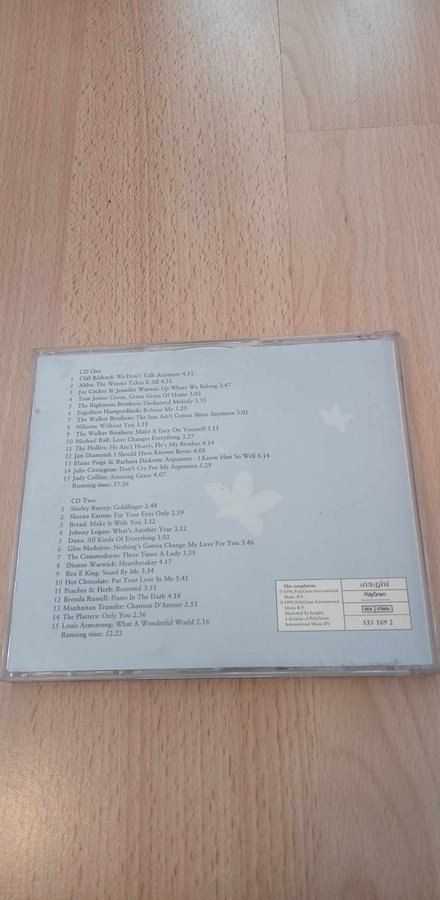 CD One
1 Cliff Richard: We Don't Talk Anymore 4.11
2 Abba: The Winner Takes It All 4.53
3 Joe Cocker & Jennifer Warnes: Up Where We Belong 3.47
4 Tom Jones: Green, Green Grass Of Home 3.03
5 The Righteous Brothers: Unchained Melody 3.35
6 Engelbert Humperdinck: Release Me 3.20
7 The Walker Brothers: The Sun Ain't Gonna Shine Anymore 3.01
8 Nilsson: Without You 3.18
9 The Walker Brothers: Make It Easy On Yourself 3.11
10 Michael Ball: Love Changes Everything 3.27
11 The Hollies: He Ain't Heavy, He's My Brother 4.14
12 Jim Diamond: I Should Have Known Better 4.08
13 Elaine Paige & Barbara Dickson: Argument - I Know Him So Well 4.14
14 Julie Covington: Don't Cry For Me Argentina 5.29
15 Judy Collins: Amazing Grace 4.07
Running time: 57.56
CD Two
1 Shirley Bassey: Goldfinger 2.48
2 Sheena Easton: For Your Eyes Only 2.59
3 Bread: Make It With You 3.12
4 Johnny Logan: What's Another Year 3.12
5 Dana: All Kinds Of Everything 3.02
6 Glen Medeiros: Nothing's Gonna Change My Love For You 3.46
7 The Commodores: Three Times A Lady 3.35
8 Dionne Warwick: Heartbreaker 4.17
9 Ben E King: Stand By Me 3.54
10 Hot Chocolate: Put Your Love In Me 5.41
11 Peaches & Herb: Reunited 3.53
12 Brenda Russell: Piano In The Dark 4.18
13 Manhattan Transfer: Chanson D'Amour 2.53
14 The Platters: Only You 2.36
15 Louis Armstrong: What A Wonderful World 2.16
Running time: 52.22
This compilation:
℗ 1996 PolyGram International
Music B.V.
© 1996 PolyGram International
Music B.V.
Marketed by Insight,
a division of PolyGram
International Music BV
insight
PolyGram
535 169 2